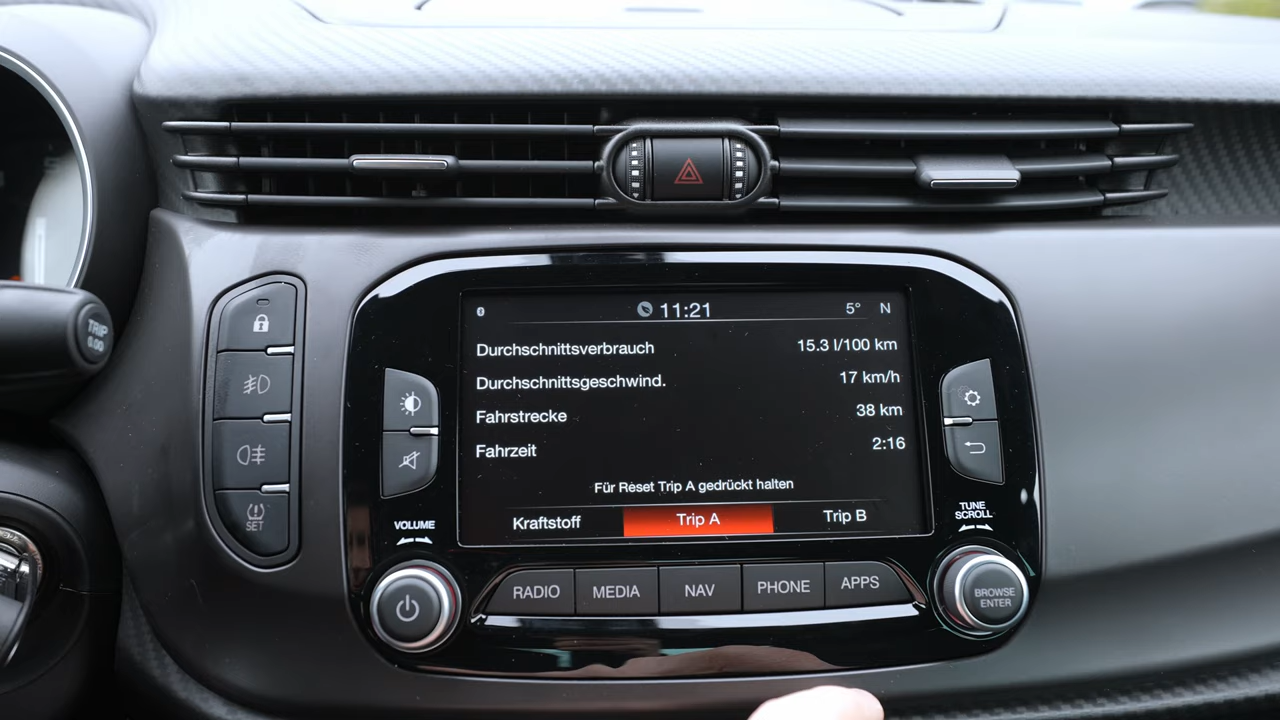 11:21
5° N
Durchschnittsverbrauch 15.3 l/100 km
Durchschnittsgeschwind. 17 km/h
Fahrstrecke 38 km
Fahrzeit 2:16
Für Reset Trip A gedrückt halten
Kraftstoff Trip A Trip B
TRIP
0.00
SET
VOLUME
TUNE
SCROLL
RADIO MEDIA NAV PHONE APPS
BROWSE
ENTER